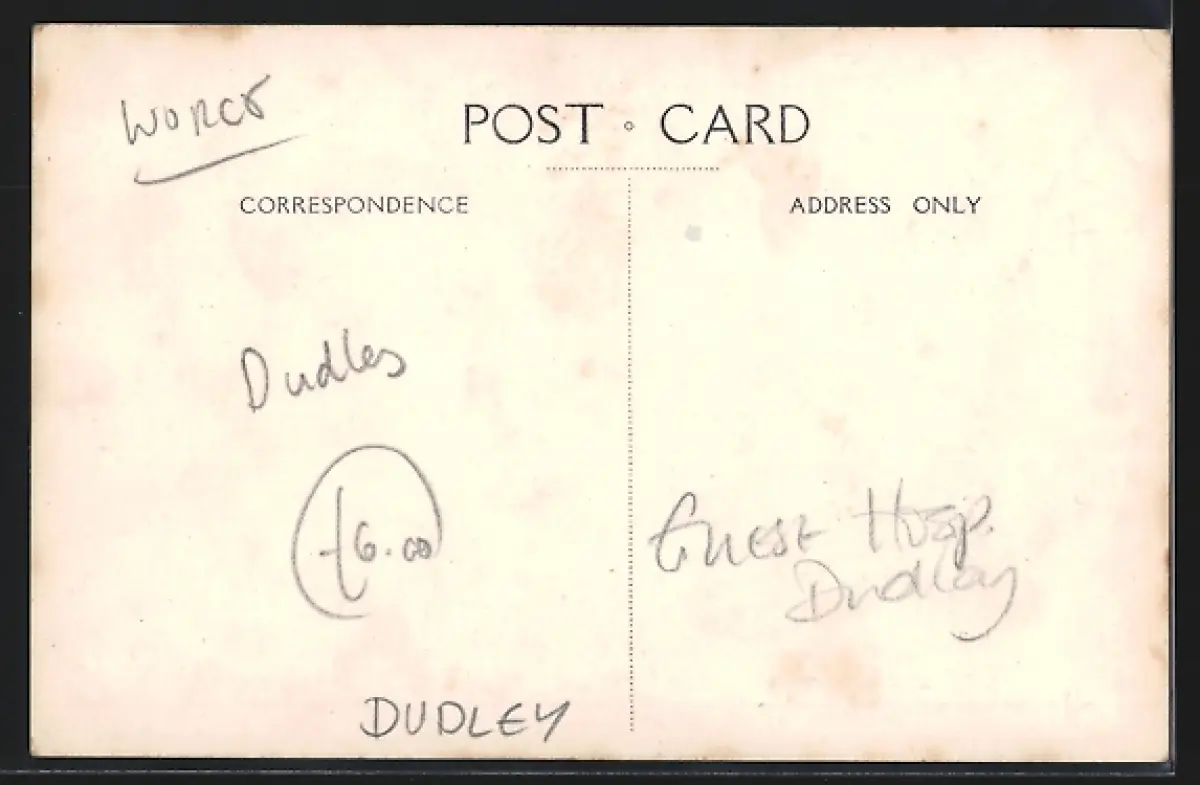 Worcs
POST CARD
CORRESPONDENCE
ADDRESS ONLY
Dudley
£6.00
Guest Hosp.
Dudley
DUDLEY